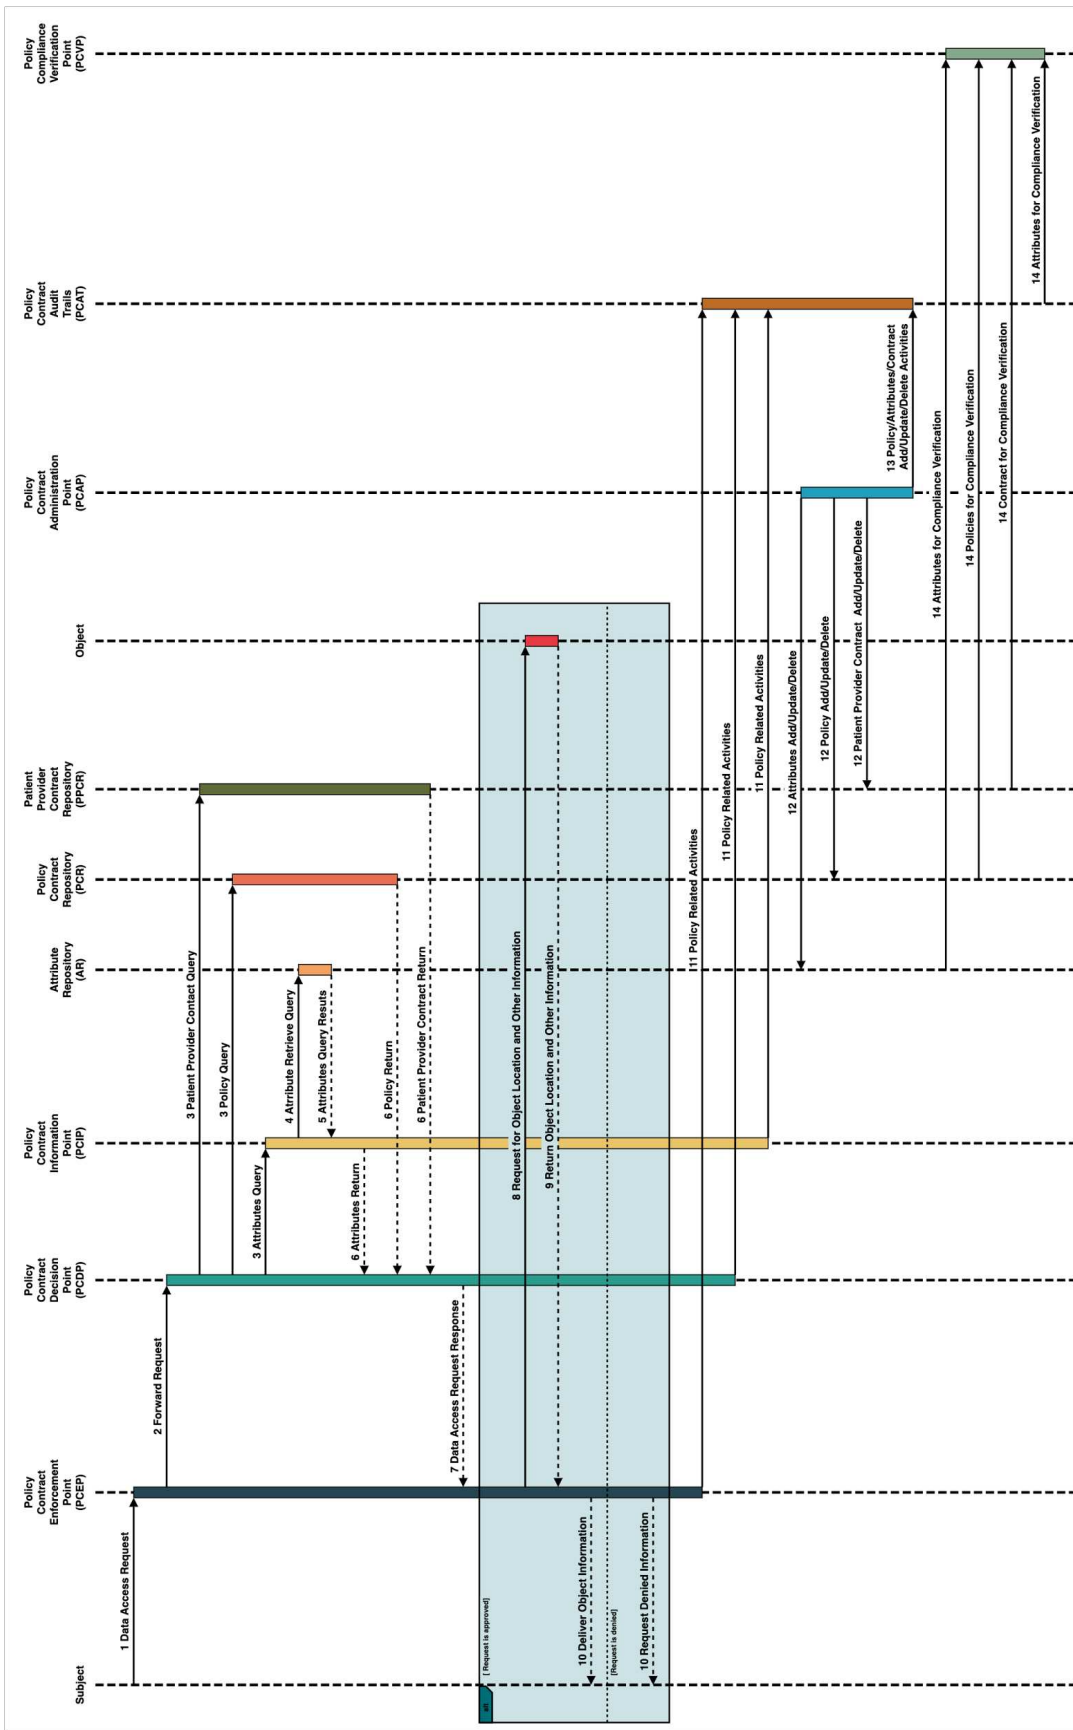 Subject
Policy
Contract
Enforcement
Point
(PCEP)
Policy
Contract
Decision
Point
(PCDP)
Policy
Contract
Information
Point
(PCIP)
Attribute
Repository
(AR)
Policy
Contract
Repository
(PCR)
Patient
Provider
Contract
Repository
(PPCR)
Object
Policy
Contract
Administration
Point
(PCAP)
Policy
Contract
Audit
Trails
(PCAT)
Policy
Compliance
Verification
Point
(PCVP)
1 Data Access Request
2 Forward Request
3 Patient Provider Contact Query
3 Policy Query
3 Attributes Query
4 Atrribute Retrieve Query
5 Attributes Query Resuts
6 Attributes Return
6 Policy Return
6 Patient Provider Contract Return
7 Data Access Request Response
alt
[ Request is approved]
8 Request for Object Location and Other Information
9 Return Object Location and Other Information
10 Deliver Object Information
[Request is denied]
10 Request Denied Information
11 Policy Related Activities
11 Policy Related Activities
11 Policy Related Activities
12 Attributes Add/Update/Delete
12 Policy Add/Update/Delete
12 Patient Provider Contract Add/Update/Delete
13 Policy/Attributes/Contract
Add/Update/Delete Activities
14 Attributes for Compliance Verification
14 Policies for Compliance Verification
14 Contract for Compliance Verification
14 Attributes for Compliance Verification